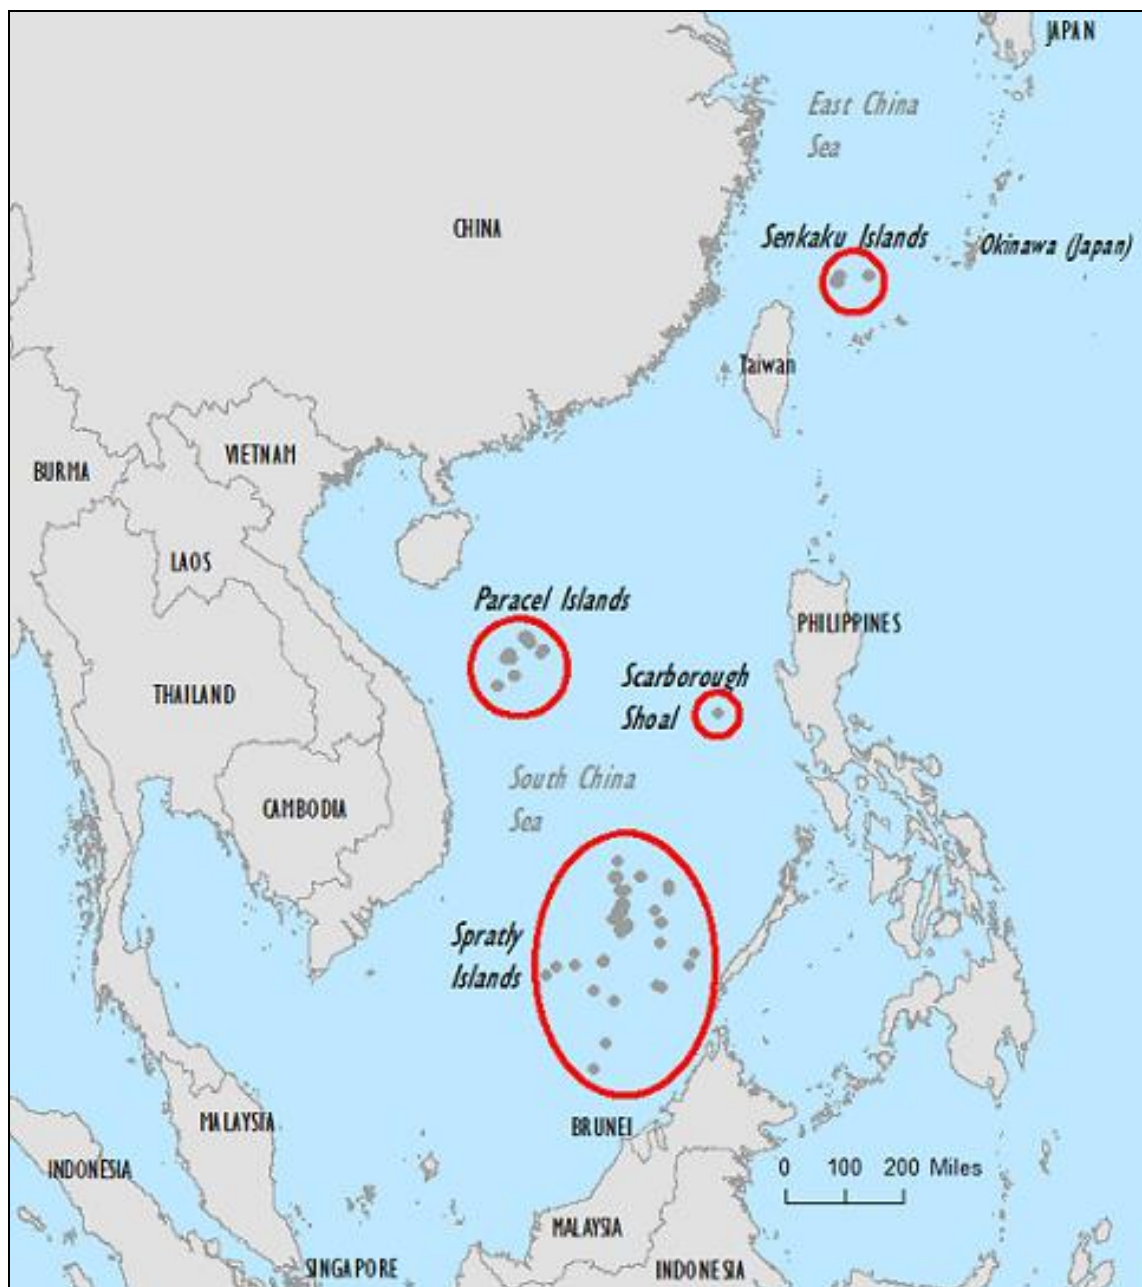 JAPAN
East China
Sea
CHINA
Senkaku Islands
Okinawa (Japan)
Taiwan
VIETNAM
BURMA
LAOS
Paracel Islands
PHILIPPINES
Scarborough
Shoal
THAILAND
South China
Sea
CAMBODIA
Spratly
Islands
MALAYSIA
BRUNEI
INDONESIA
0 100 200 Miles
MALAYSIA
SINGAPORE
INDONESIA